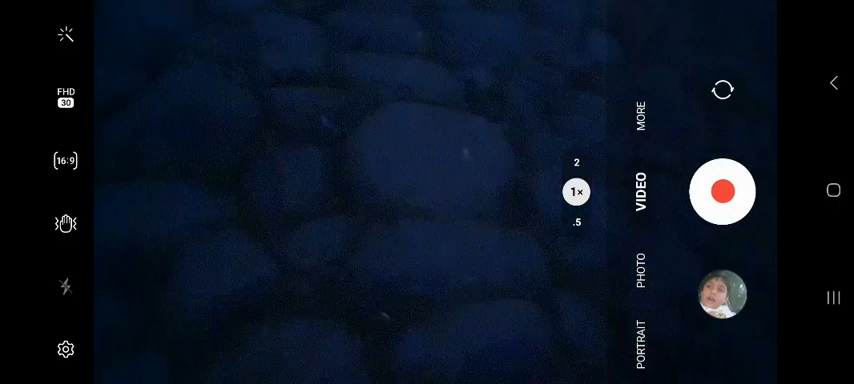 FHD
30
16:9
2
1×
.5
MORE
VIDEO
PHOTO
PORTRAIT